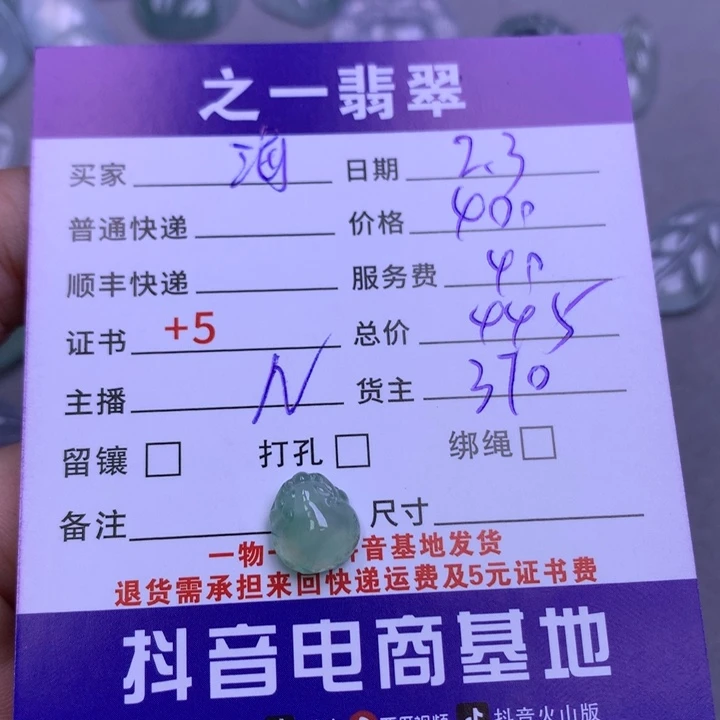 之一翡翠
买家 海 日期 2.3
普通快递 价格 400
顺丰快递 服务费 40
证书 +5 总价 445
主播 N 货主 370
留镶 打孔 绑绳
备注 尺寸
一物一 抖音基地发货
退货需承担来回快递运费及5元证书费
抖音电商基地
抖音火山版